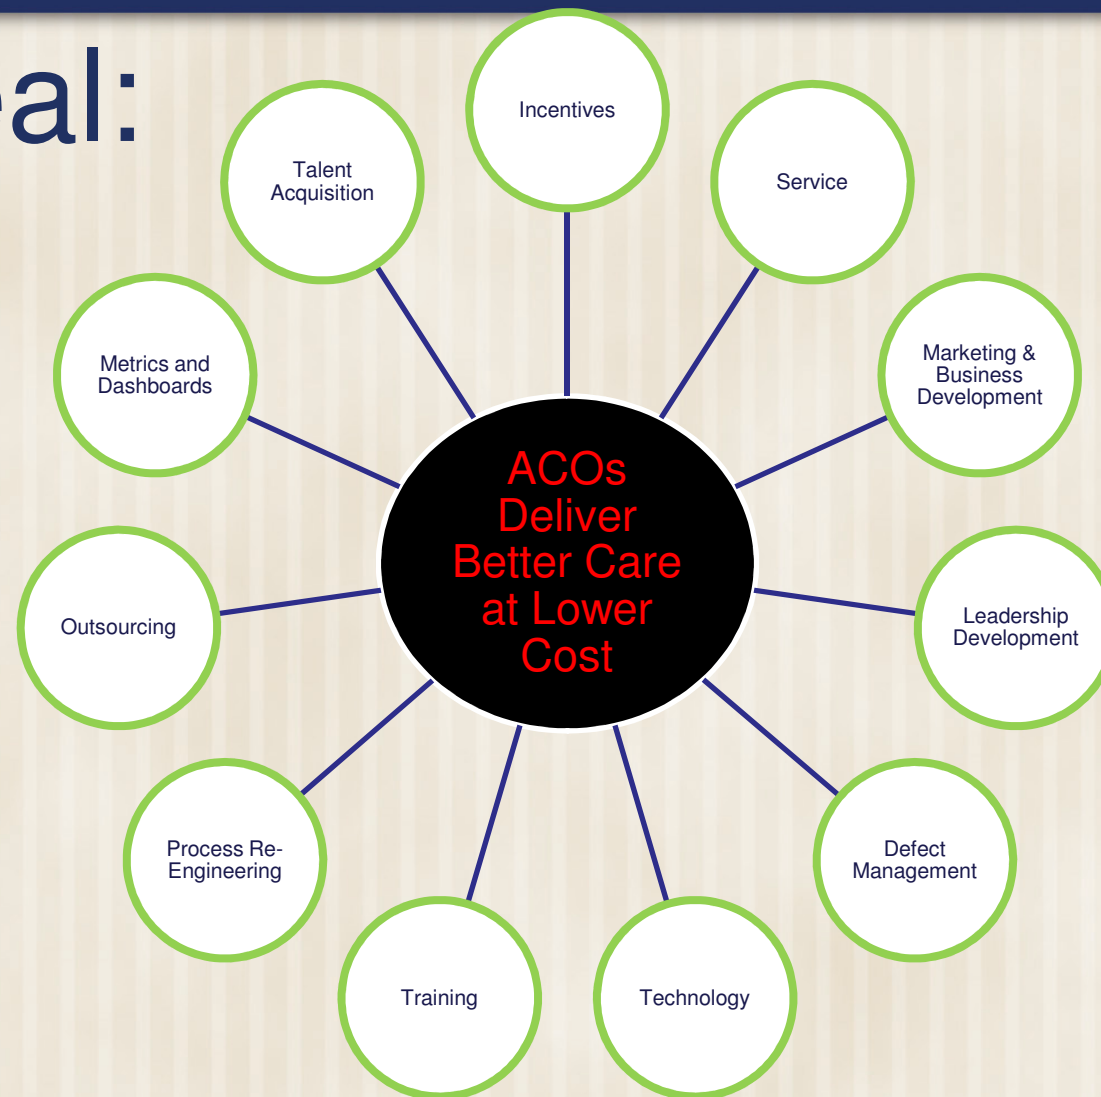 eal:
Incentives
Service
Marketing &
Business
Development
Leadership
Development
Defect
Management
Technology
Training
Process Re-
Engineering
Outsourcing
Metrics and
Dashboards
Talent
Acquisition
ACOs
Deliver
Better Care
at Lower
Cost